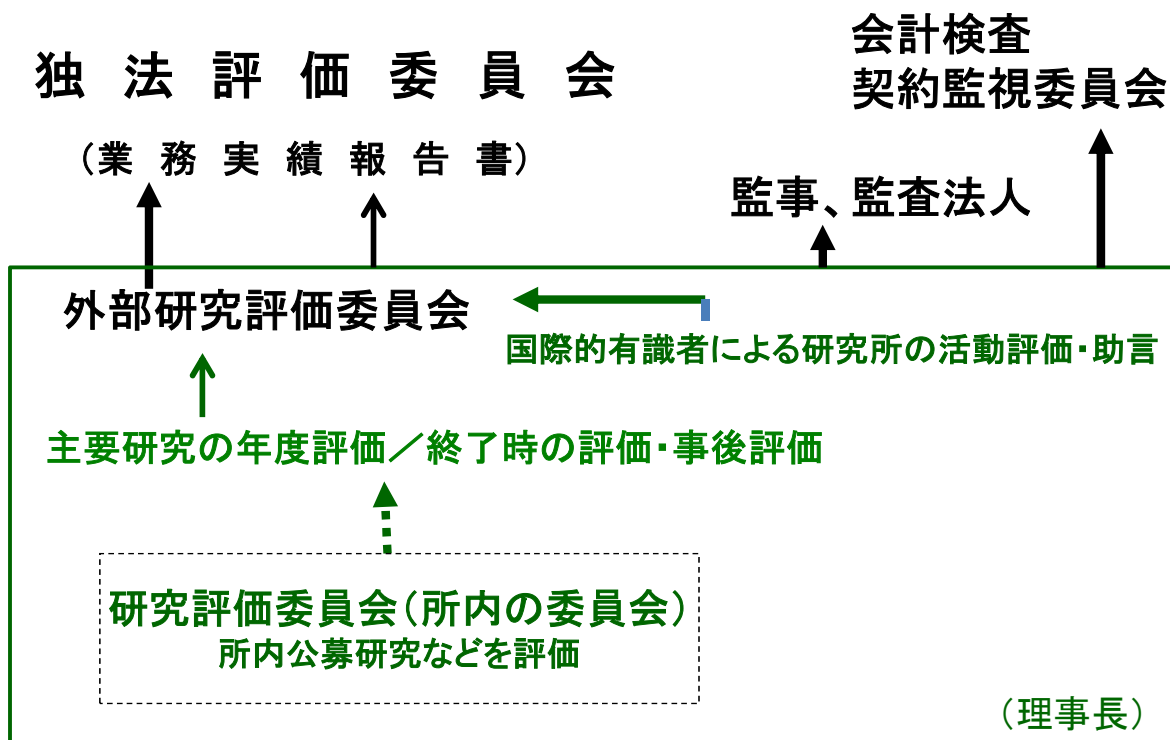 独法評価委員会
（業務実績報告書）
会計検査
契約監視委員会
監事、監査法人
外部研究評価委員会
国際的有識者による研究所の活動評価・助言
主要研究の年度評価／終了時の評価・事後評価
研究評価委員会（所内の委員会）
所内公募研究などを評価
（理事長）